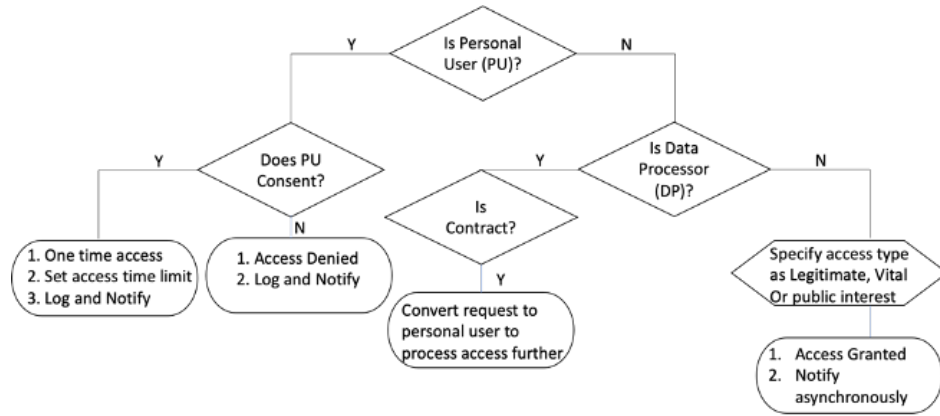 Is Personal
User (PU)?
Y
N
Does PU
Consent?
Y
N
Is Data
Processor
(DP)?
Y
N
Is
Contract?
Y
1. One time access
2. Set access time limit
3. Log and Notify
1. Access Denied
2. Log and Notify
Convert request to
personal user to
process access further
Specify access type
as Legitimate, Vital
Or public interest
1. Access Granted
2. Notify
asynchronously